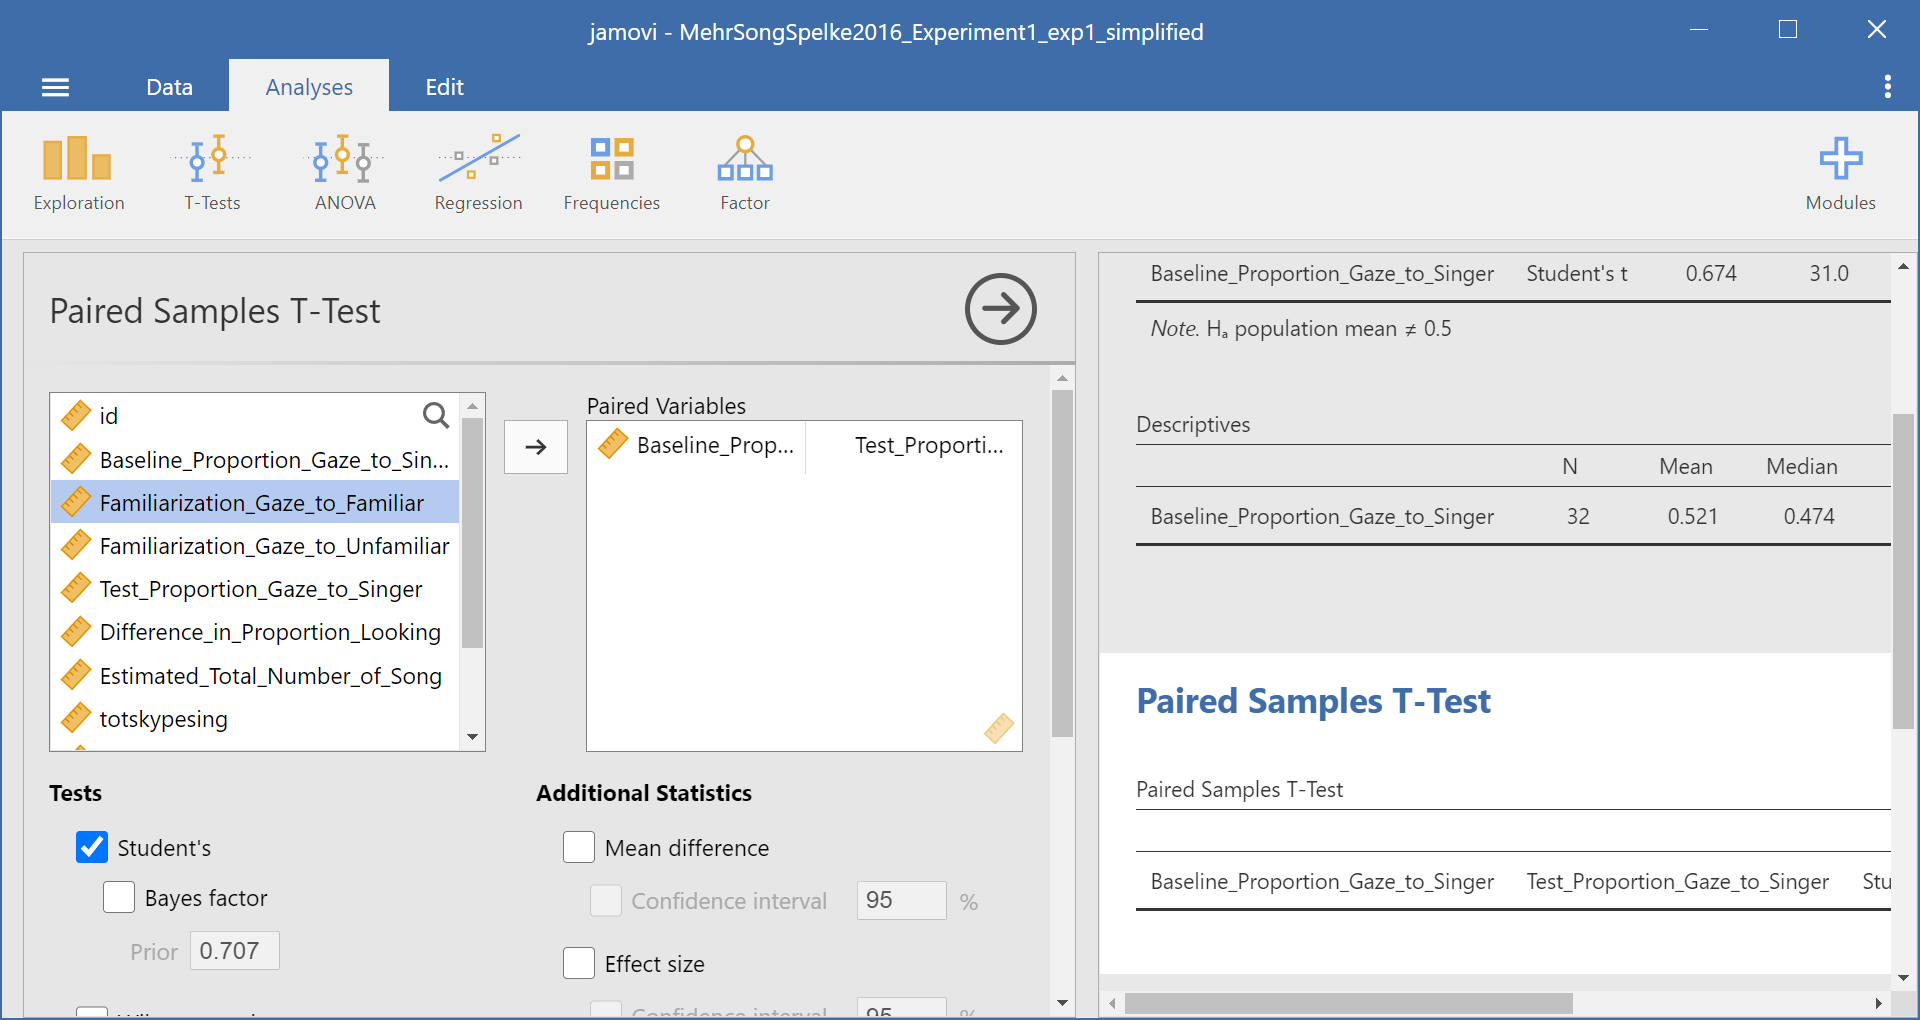 jamovi - MehrSongSpelke2016_Experiment1_exp1_simplified
Data Analyses Edit
Exploration T-Tests ANOVA Regression Frequencies Factor Modules
Paired Samples T-Test
id
Baseline_Proportion_Gaze_to_Sin...
Familiarization_Gaze_to_Familiar
Familiarization_Gaze_to_Unfamiliar
Test_Proportion_Gaze_to_Singer
Difference_in_Proportion_Looking
Estimated_Total_Number_of_Song
totskypesing
Paired Variables
Baseline_Prop... Test_Proporti...
Tests
Student's
Bayes factor
Prior 0.707
Additional Statistics
Mean difference
Confidence interval 95 %
Effect size
Confidence interval 95 %
Baseline_Proportion_Gaze_to_Singer Student's t 0.674 31.0
Note. Hₐ population mean ≠ 0.5
Descriptives
N Mean Median
Baseline_Proportion_Gaze_to_Singer 32 0.521 0.474
Paired Samples T-Test
Paired Samples T-Test
Baseline_Proportion_Gaze_to_Singer Test_Proportion_Gaze_to_Singer Stu